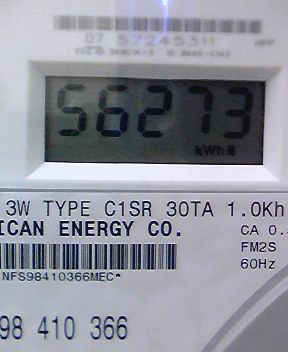 07 57245311
56273
kWh
3W TYPE C1SR 30TA 1.0Kh
ICAN ENERGY CO.
CA 0.
FM2S
60Hz
NFS98410366MEC*
98 410 366